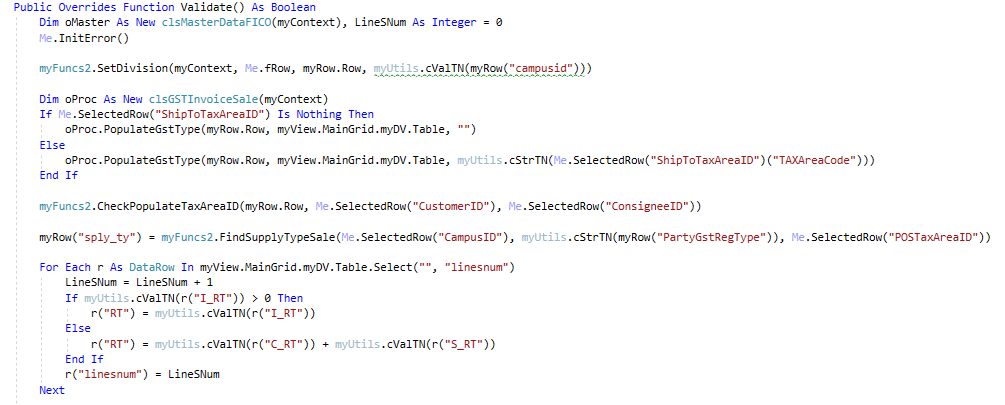 Public Overrides Function Validate() As Boolean
Dim oMaster As New clsMasterDataFICO(myContext), LineSNum As Integer = 0
Me.InitError()
myFuncs2.SetDivision(myContext, Me.fRow, myRow.Row, myUtils.cValTN(myRow("campusid")))
Dim oProc As New clsGSTInvoiceSale(myContext)
If Me.SelectedRow("ShipToTaxAreaID") Is Nothing Then
oProc.PopulateGstType(myRow.Row, myView.MainGrid.myDV.Table, "")
Else
oProc.PopulateGstType(myRow.Row, myView.MainGrid.myDV.Table, myUtils.cStrTN(Me.SelectedRow("ShipToTaxAreaID")("TAXAreaCode")))
End If
myFuncs2.CheckPopulateTaxAreaID(myRow.Row, Me.SelectedRow("CustomerID"), Me.SelectedRow("ConsigneeID"))
myRow("sply_ty") = myFuncs2.FindSupplyTypeSale(Me.SelectedRow("CampusID"), myUtils.cStrTN(myRow("PartyGstRegType")), Me.SelectedRow("POSTaxAreaID"))
For Each r As DataRow In myView.MainGrid.myDV.Table.Select("", "linesnum")
LineSNum = LineSNum + 1
If myUtils.cValTN(r("I_RT")) > 0 Then
r("RT") = myUtils.cValTN(r("I_RT"))
Else
r("RT") = myUtils.cValTN(r("C_RT")) + myUtils.cValTN(r("S_RT"))
End If
r("linesnum") = LineSNum
Next